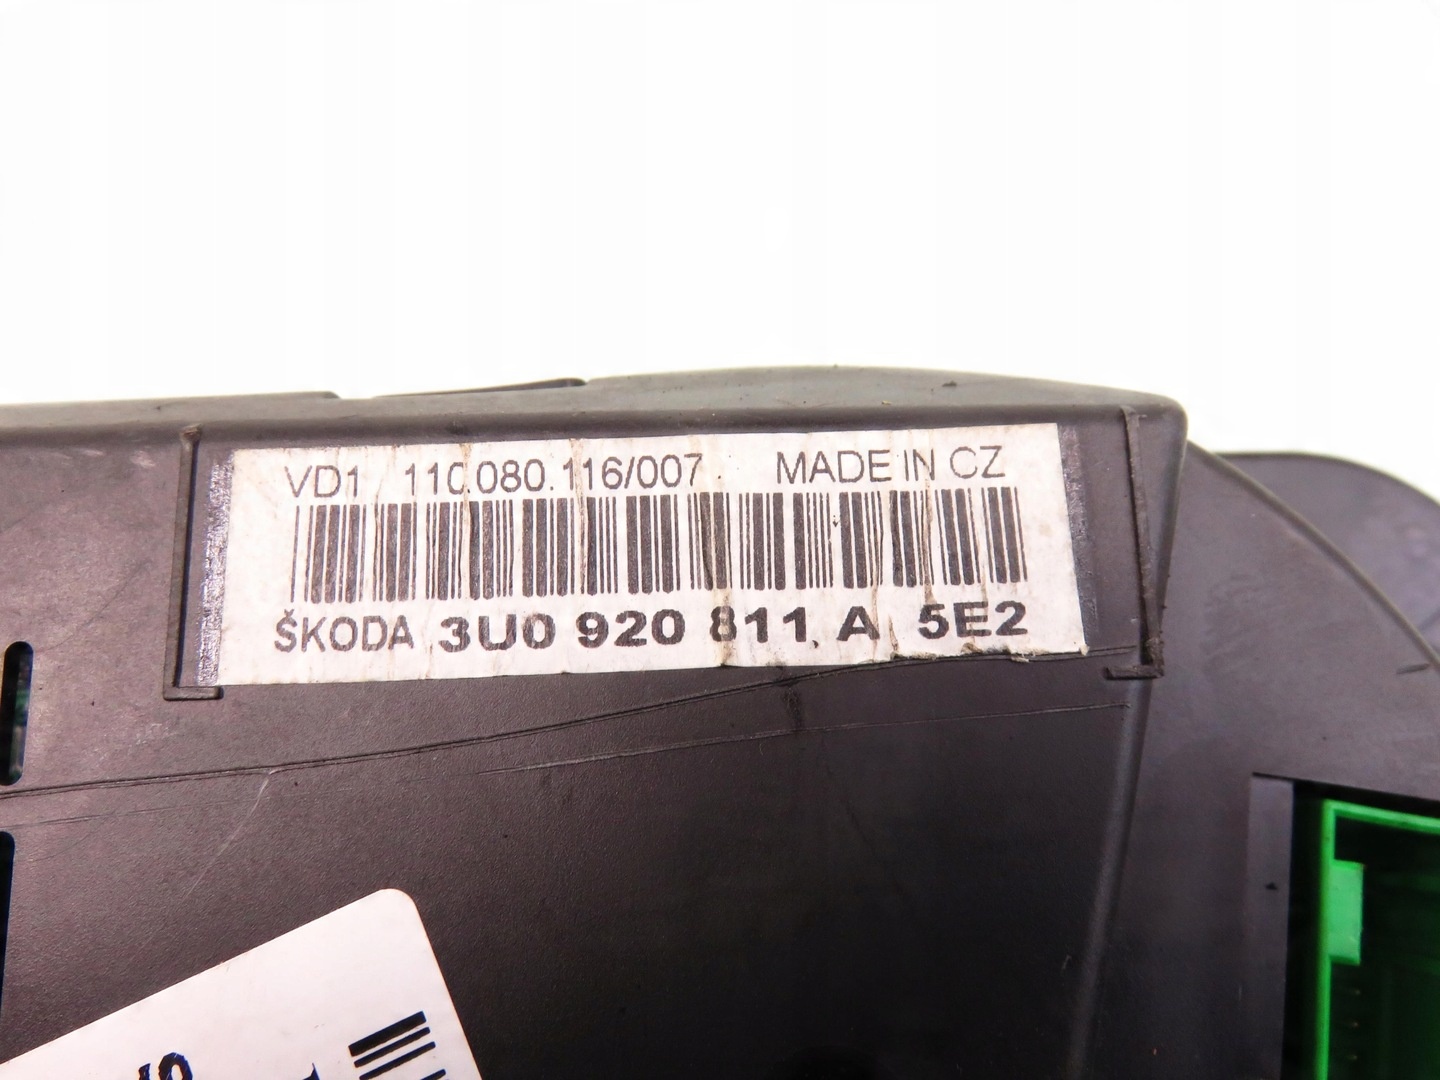 VD1 110.080.116/007 MADE IN CZ
ŠKODA 3U0 920 811 A 5E2